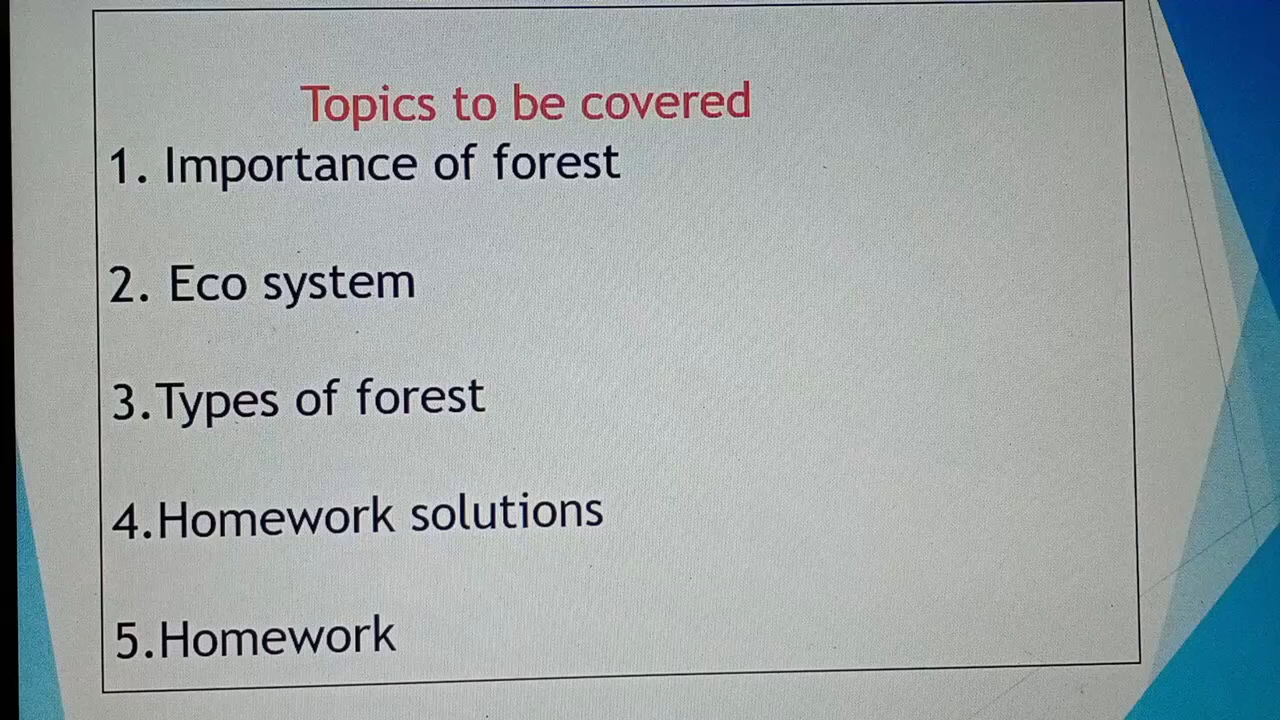 Topics to be covered
1. Importance of forest
2. Eco system
3.Types of forest
4.Homework solutions
5.Homework